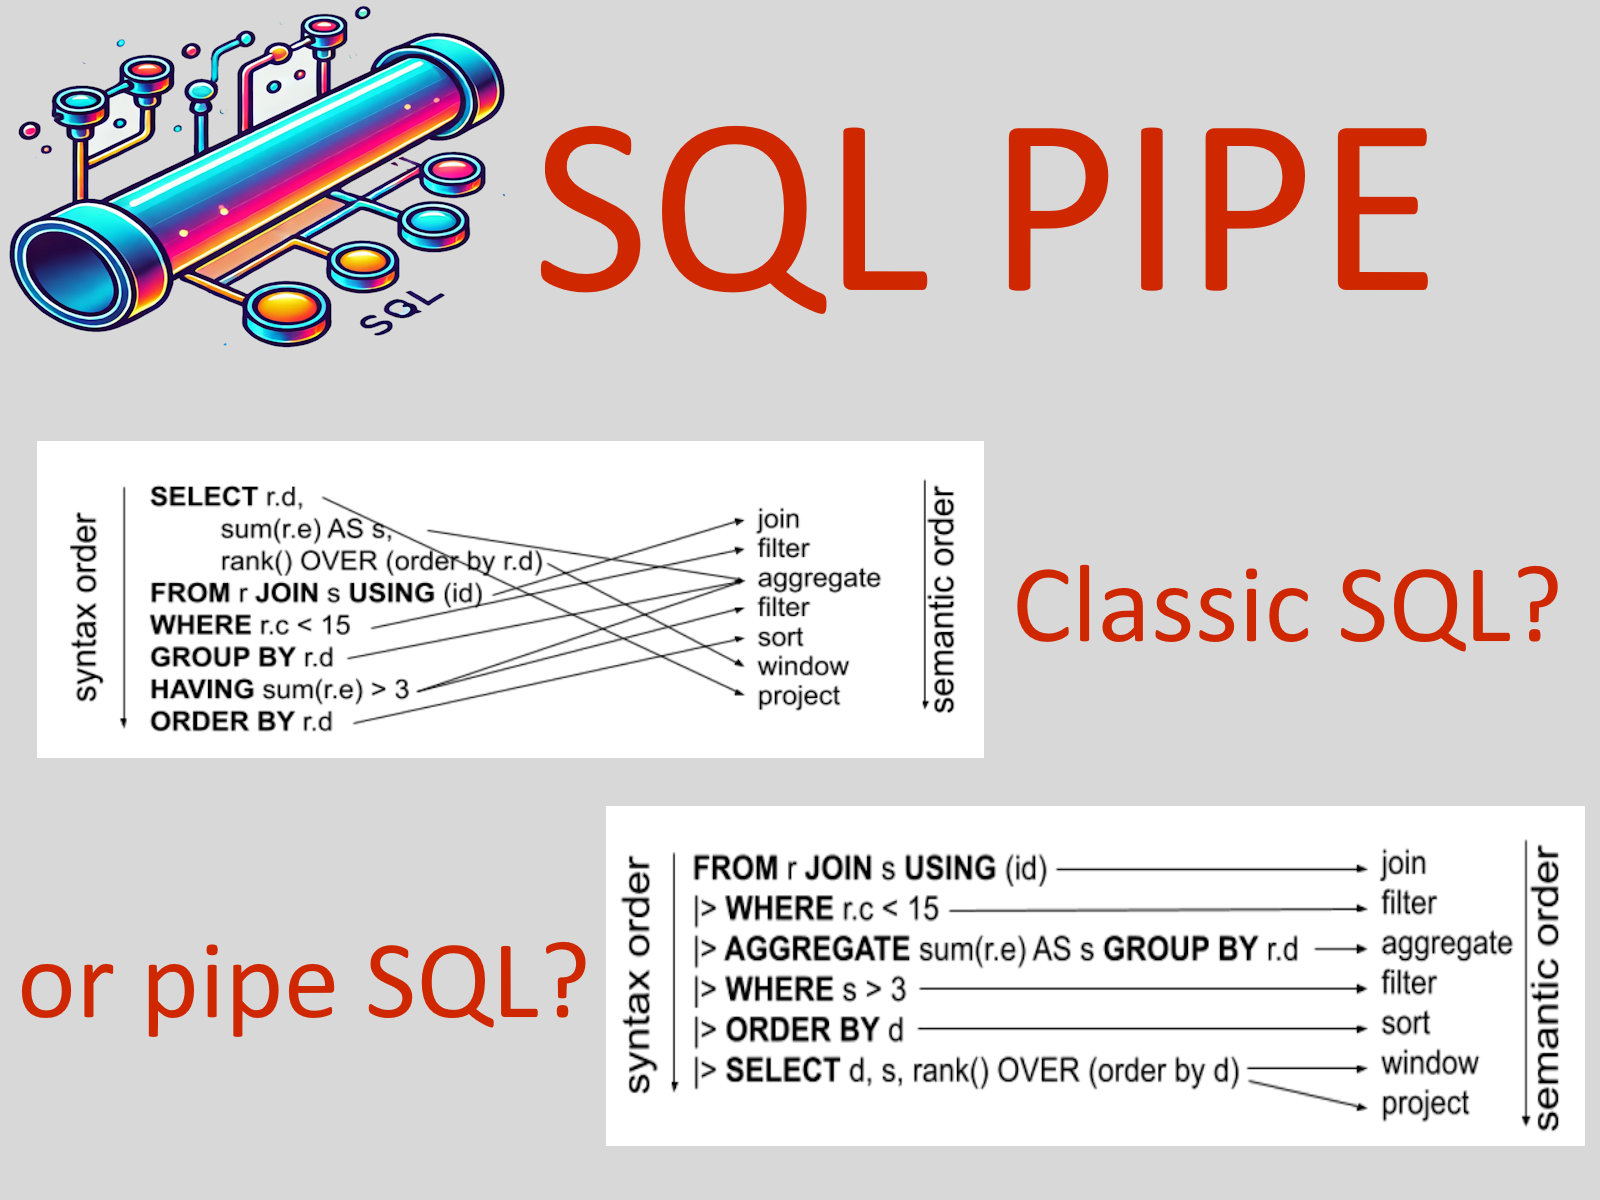 SQL
SQL PIPE
syntax order
SELECT r.d,
sum(r.e) AS s,
rank() OVER (order by r.d)
FROM r JOIN s USING (id)
WHERE r.c < 15
GROUP BY r.d
HAVING sum(r.e) > 3
ORDER BY r.d
join
filter
aggregate
filter
sort
window
project
semantic order
Classic SQL?
or pipe SQL?
syntax order
FROM r JOIN s USING (id)
|> WHERE r.c < 15
|> AGGREGATE sum(r.e) AS s GROUP BY r.d
|> WHERE s > 3
|> ORDER BY d
|> SELECT d, s, rank() OVER (order by d)
join
filter
aggregate
filter
sort
window
project
semantic order